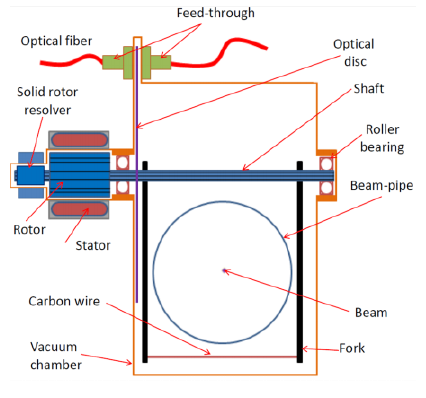 Feed-through
Optical fiber
Optical
disc
Solid rotor
resolver
Shaft
Roller
bearing
Beam-pipe
Rotor
Stator
Carbon wire
Beam
Vacuum
chamber
Fork